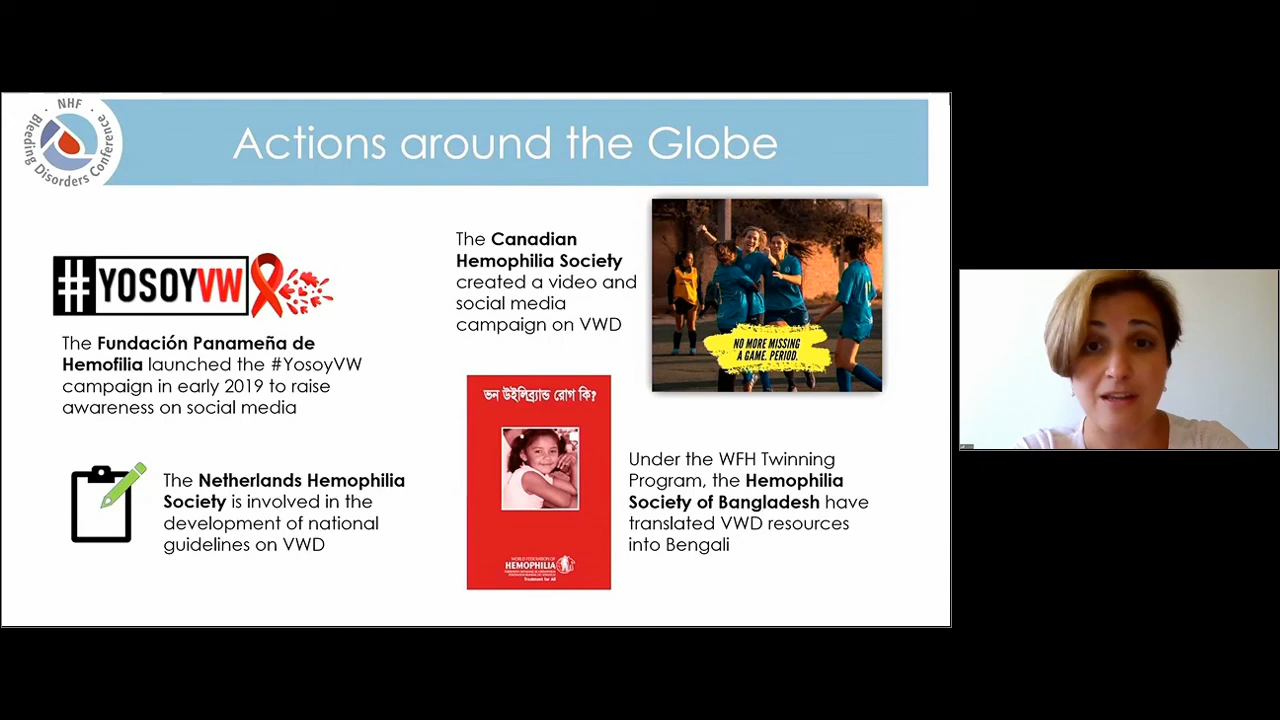 NHF
Bleeding Disorders Conference
Actions around the Globe
#YOSOYVW
The Fundación Panameña de
Hemofilia launched the #YosoyVW
campaign in early 2019 to raise
awareness on social media
The Netherlands Hemophilia
Society is involved in the
development of national
guidelines on VWD
The Canadian
Hemophilia Society
created a video and
social media
campaign on VWD
NO MORE MISSING
A GAME. PERIOD.
ভন উইলিব্র্যান্ড রোগ কি?
WORLD FEDERATION OF
HEMOPHILIA
Treatment for All
Under the WFH Twinning
Program, the Hemophilia
Society of Bangladesh have
translated VWD resources
into Bengali